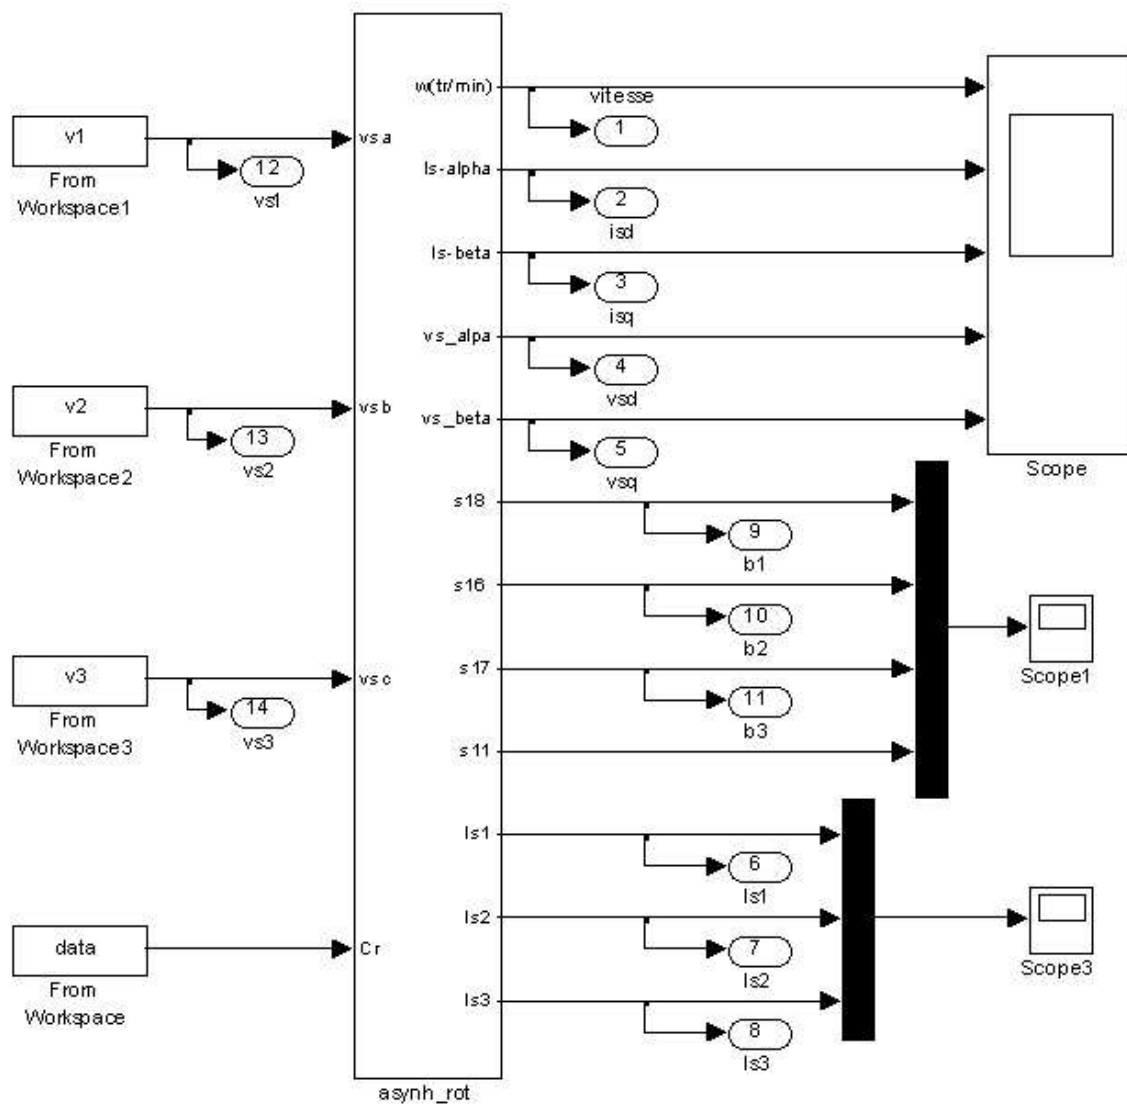 v1
From
Workspace1
12
vs1
v2
From
Workspace2
13
vs2
v3
From
Workspace3
14
vs3
data
From
Workspace
vsa
vsb
vsc
Cr
w(tr/min)
Is-alpha
Is-beta
vs_alpa
vs_beta
s18
s16
s17
s11
Is1
Is2
Is3
asynh_rot
vitesse
1
2
isd
3
isq
4
vsd
5
vsq
9
b1
10
b2
11
b3
6
Is1
7
Is2
8
Is3
Scope
Scope1
Scope3